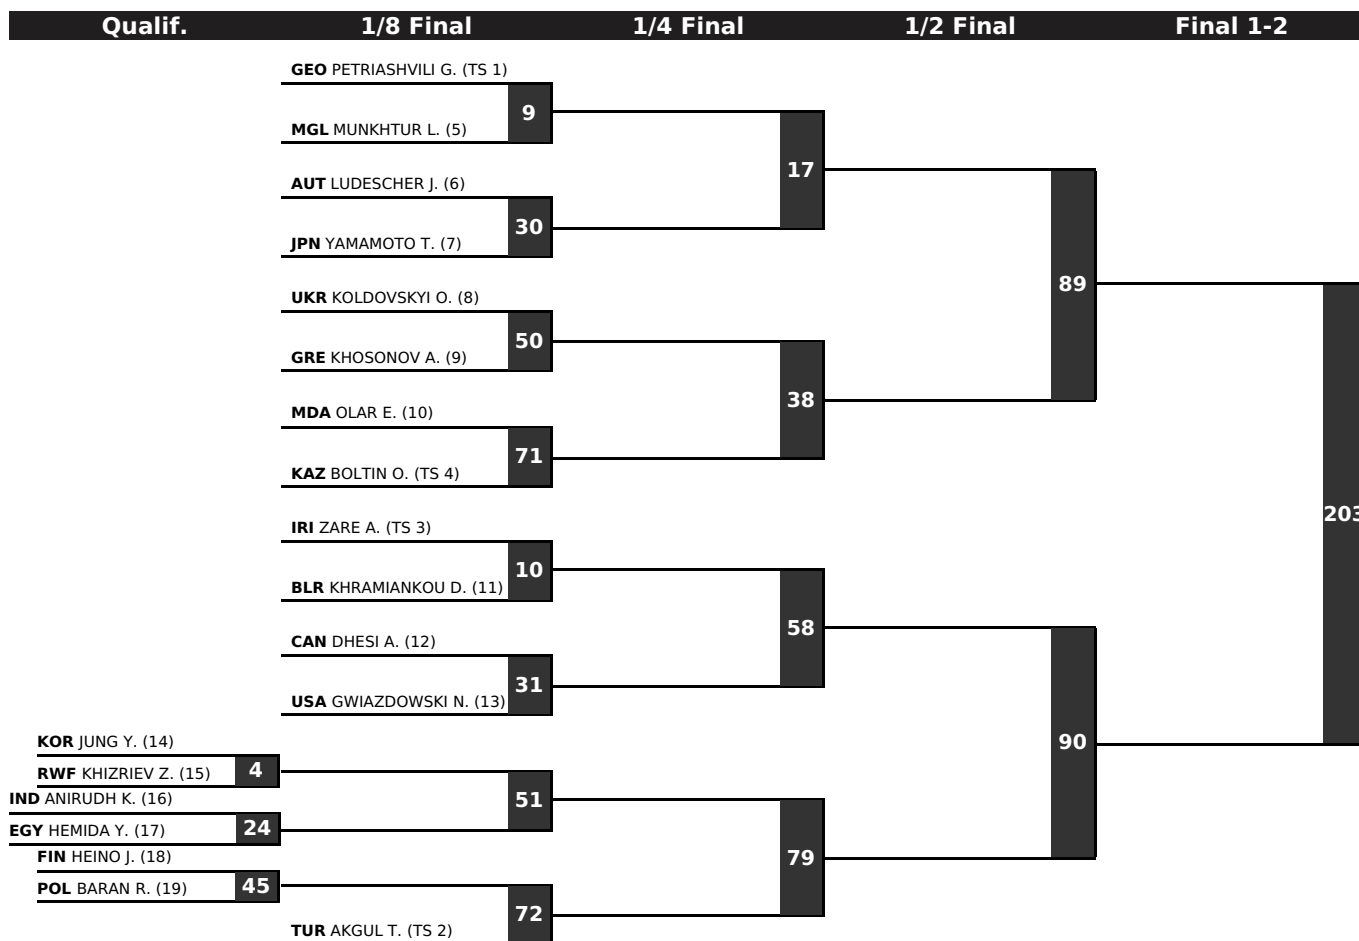 Qualif. 1/8 Final 1/4 Final 1/2 Final Final 1-2
GEO PETRIASHVILI G. (TS 1)
9
MGL MUNKHTUR L. (5)
17
AUT LUDESCHER J. (6)
30
JPN YAMAMOTO T. (7)
89
UKR KOLDOVSKYI O. (8)
50
GRE KHOSONOV A. (9)
38
MDA OLAR E. (10)
71
KAZ BOLTIN O. (TS 4)
203
IRI ZARE A. (TS 3)
10
BLR KHRAMIANKOU D. (11)
58
CAN DHESI A. (12)
31
USA GWIAZDOWSKI N. (13)
KOR JUNG Y. (14)
90
RWF KHIZRIEV Z. (15) 4
IND ANIRUDH K. (16)
51
EGY HEMIDA Y. (17) 24
FIN HEINO J. (18)
79
POL BARAN R. (19) 45
72
TUR AKGUL T. (TS 2)